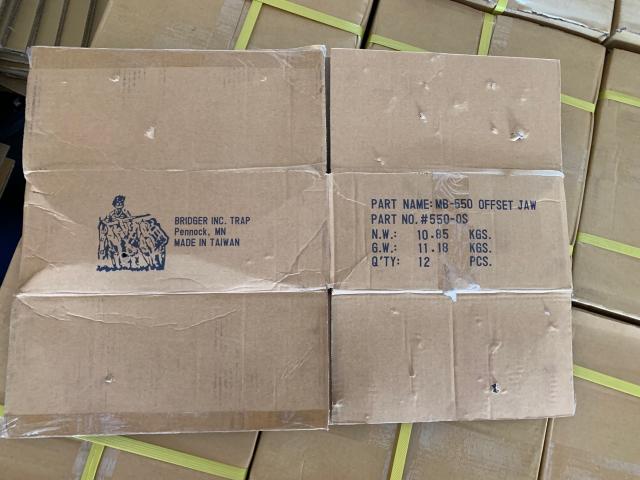 BRIDGER INC. TRAP
Pennock, MN
MADE IN TAIWAN
PART NAME: MB-550 OFFSET JAW
PART NO. #550-OS
N.W.: 10.85 KGS.
G.W.: 11.18 KGS.
Q'TY: 12 PCS.